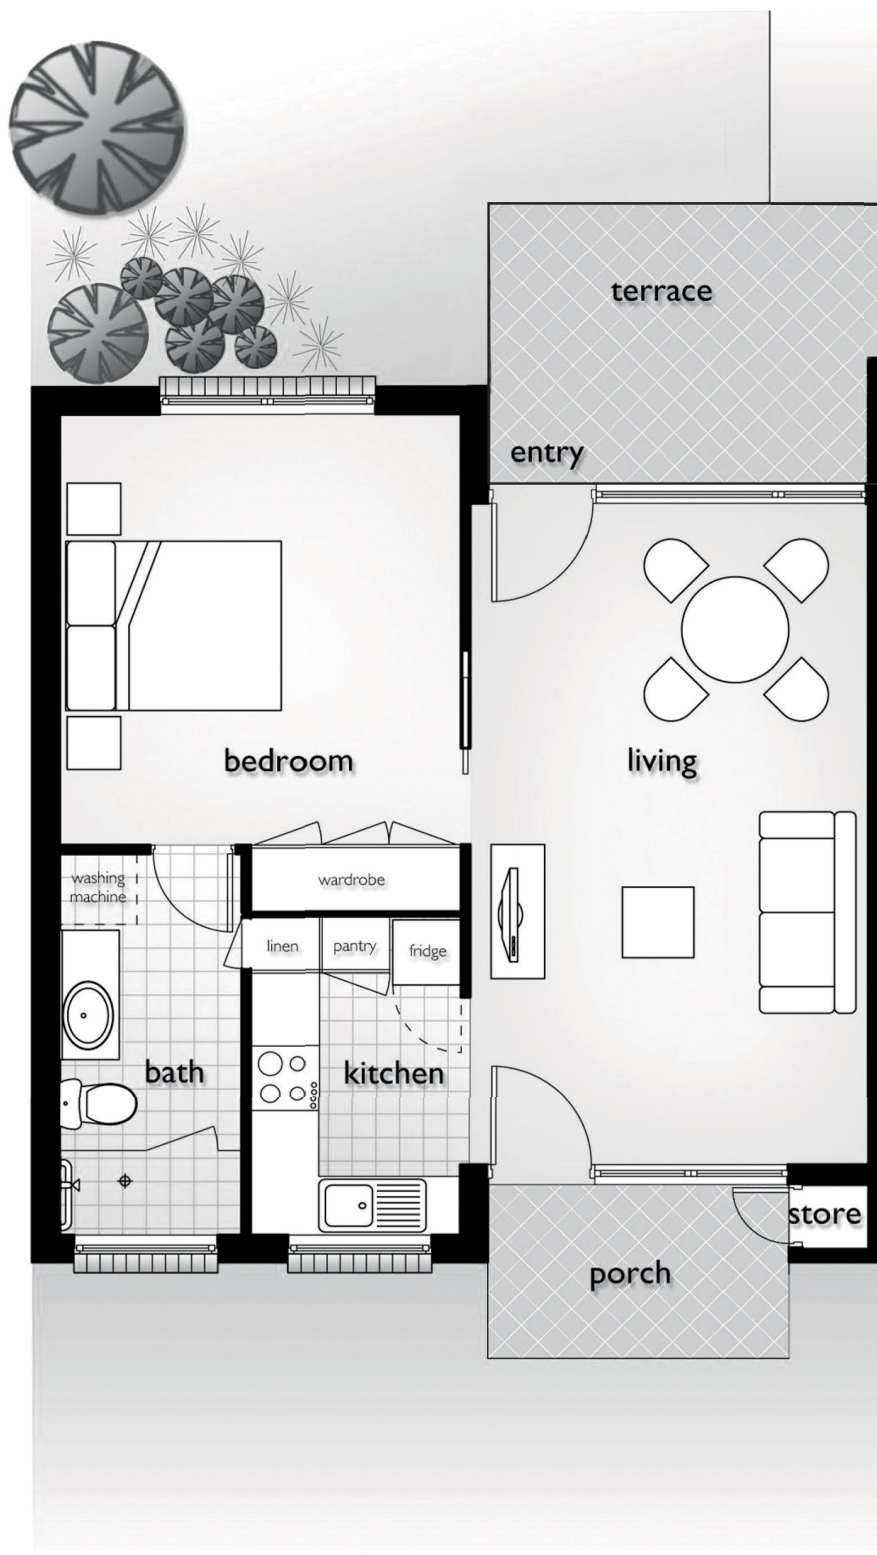 terrace
entry
bedroom
living
washing
machine
wardrobe
linen
pantry
fridge
bath
kitchen
store
porch